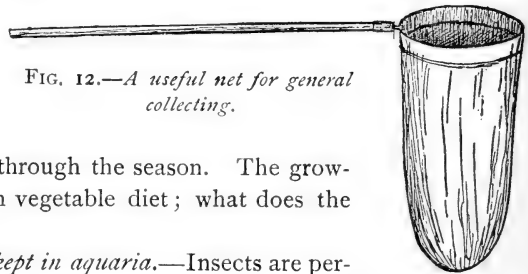 FIG. 12.—A useful net for general
collecting.
through the season. The grow-
vegetable diet; what does the
kept in aquaria.—Insects are per-